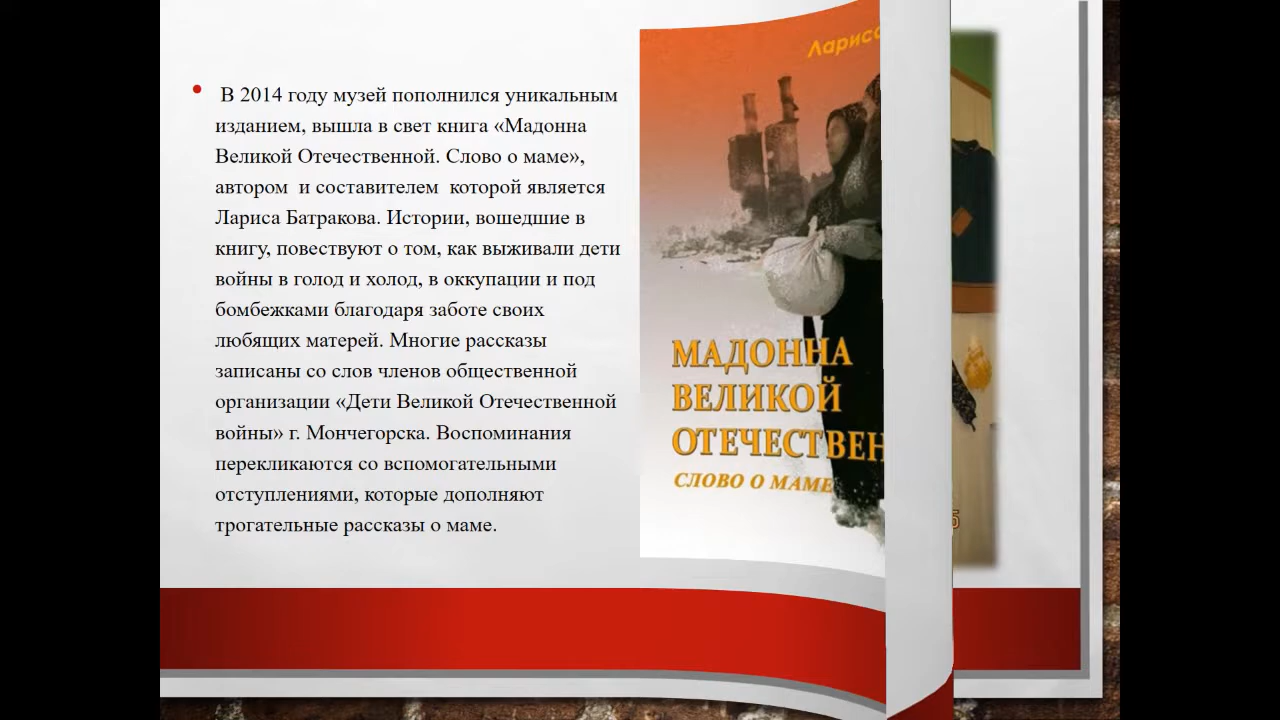 В 2014 году музей пополнился уникальным
изданием, вышла в свет книга «Мадонна
Великой Отечественной. Слово о маме»,
автором и составителем которой является
Лариса Батракова. Истории, вошедшие в
книгу, повествуют о том, как выживали дети
войны в голод и холод, в оккупации и под
бомбежками благодаря заботе своих
любящих матерей. Многие рассказы
записаны со слов членов общественной
организации «Дети Великой Отечественной
войны» г. Мончегорска. Воспоминания
перекликаются со вспомогательными
отступлениями, которые дополняют
трогательные рассказы о маме.
Ларис
МАДОННА
ВЕЛИКОЙ
ОТЕЧЕСТВЕН
СЛОВО О МАМЕ